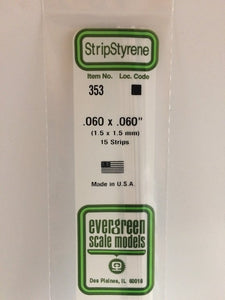 StripStyrene
Item No. Loc. Code
353
.060 x .060"
(1.5 x 1.5 mm)
15 Strips
Made in U.S.A.
evergreen
scale models
Des Plaines, IL 60018